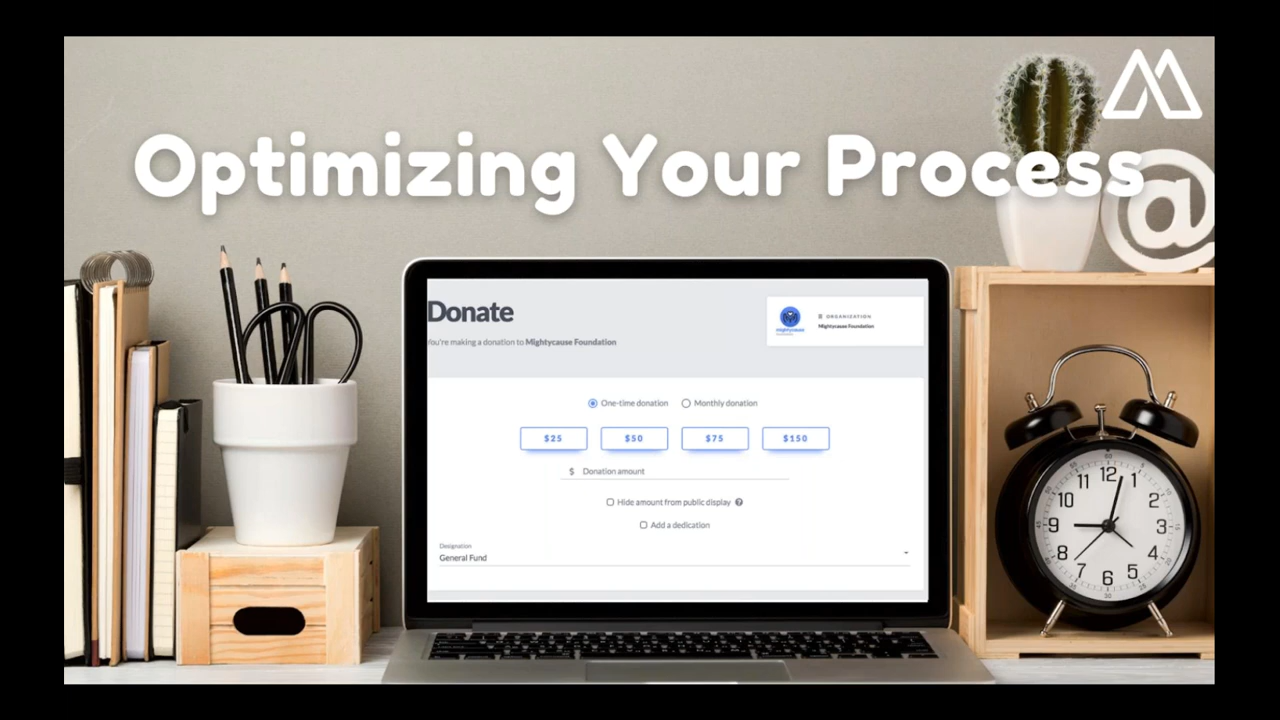 Optimizing Your Process
@
Donate
You're making a donation to Mightycause Foundation
ORGANIZATION
Mightycause Foundation
mightycause
One-time donation Monthly donation
$25 $50 $75 $150
$ Donation amount
Hide amount from public display ?
Add a dedication
Designation
General Fund
12
11 1
10 2
9 3
8 4
7 5
6